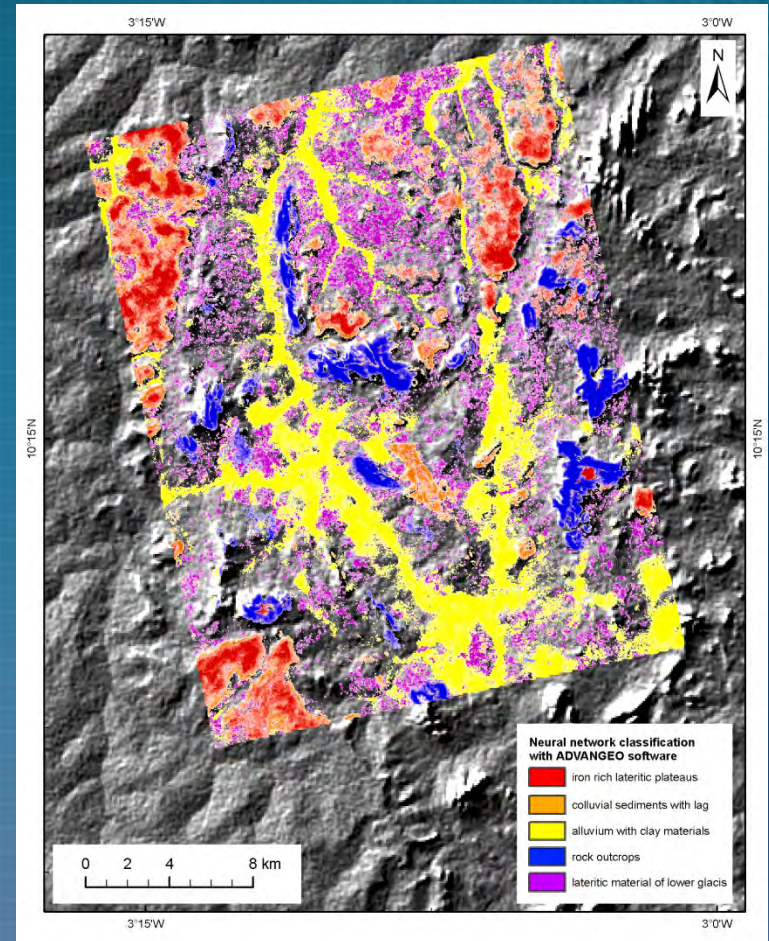 3°15'W 3°0'W
N
10°15'N 10°15'N
Neural network classification
with ADVANGEO software
iron rich lateritic plateaus
colluvial sediments with lag
alluvium with clay materials
rock outcrops
lateritic material of lower glacis
0 2 4 8 km
3°15'W 3°0'W